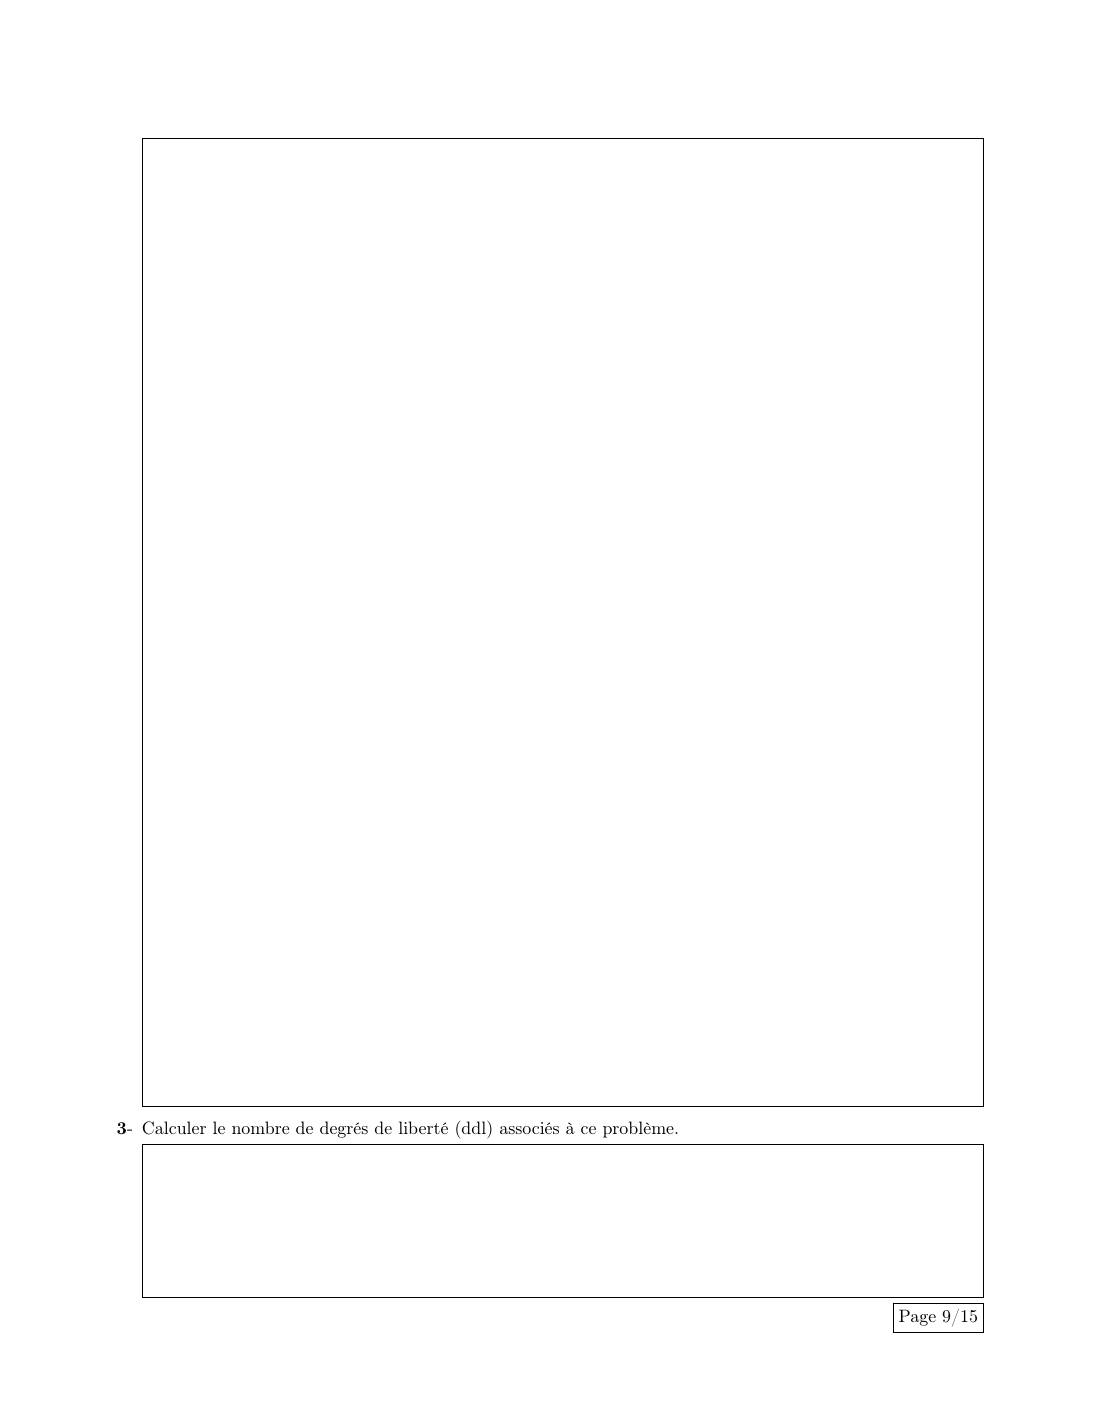 3- Calculer le nombre de degrés de liberté (ddl) associés à ce problème.
Page 9/15